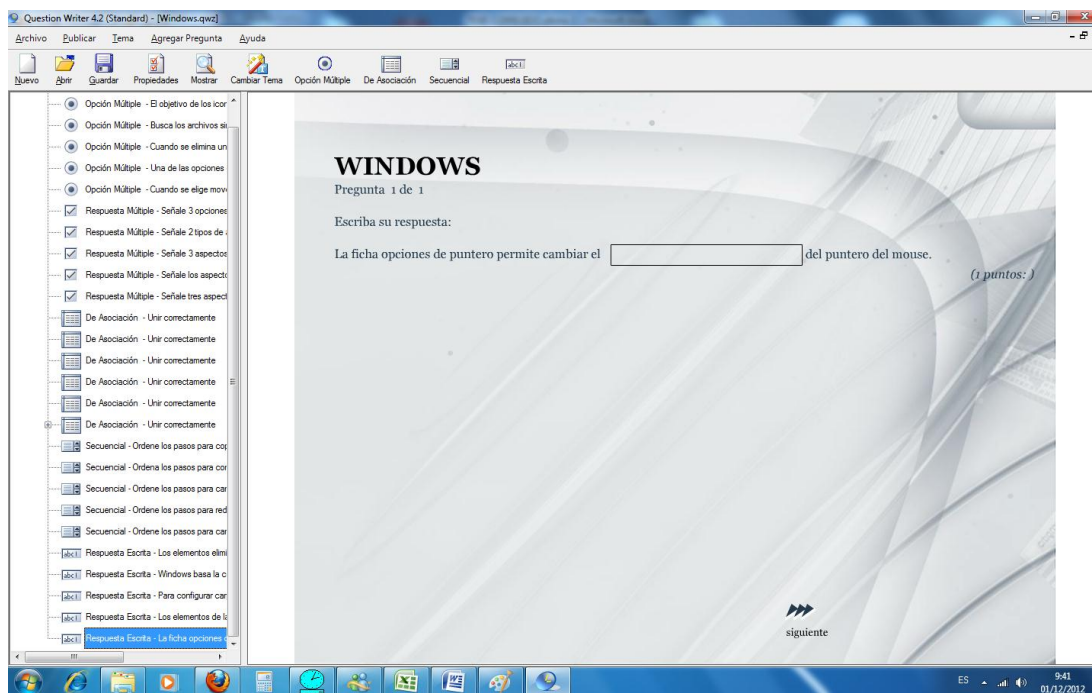 Question Writer 4.2 (Standard) - [Windows.qwz]
Archivo Publicar Tema Agregar Pregunta Ayuda
Nuevo Abrir Guardar Propiedades Mostrar Cambiar Tema Opción Múltiple De Asociación Secuencial Respuesta Escrita
Opción Múltiple - El objetivo de los icor
Opción Múltiple - Busca los archivos si
Opción Múltiple - Cuando se elimina un
Opción Múltiple - Una de las opciones
Opción Múltiple - Cuando se elige mov
Respuesta Múltiple - Señale 3 opciones
Respuesta Múltiple - Señale 2 tipos de
Respuesta Múltiple - Señale 3 aspectos
Respuesta Múltiple - Señale los aspect
Respuesta Múltiple - Señale tres aspect
De Asociación - Unir correctamente
De Asociación - Unir correctamente
De Asociación - Unir correctamente
De Asociación - Unir correctamente
De Asociación - Unir correctamente
De Asociación - Unir correctamente
Secuencial - Ordene los pasos para cop
Secuencial - Ordena los pasos para cor
Secuencial - Ordene los pasos para car
Secuencial - Ordene los pasos para red
Secuencial - Ordene los pasos para car
Respuesta Escrita - Los elementos elimi
Respuesta Escrita - Windows basa la c
Respuesta Escrita - Para configurar car
Respuesta Escrita - Los elementos de la
Respuesta Escrita - La ficha opciones
WINDOWS
Pregunta 1 de 1
Escriba su respuesta:
La ficha opciones de puntero permite cambiar el del puntero del mouse.
(1 puntos: )
siguiente
ES 9:41
01/12/2012